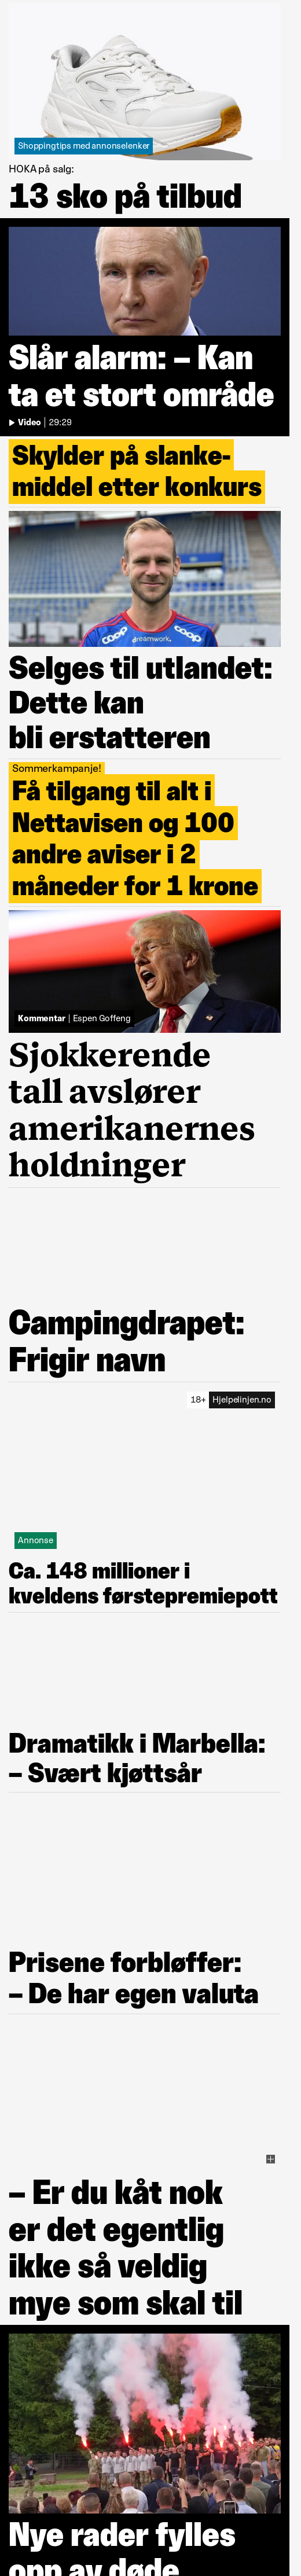 Shoppingtips med annonselenker
HOKA på salg:
13 sko på tilbud
Slår alarm: – Kan
ta et stort område
Video | 29:29
Skylder på slanke-
middel etter konkurs
dreamwork.
Selges til utlandet:
Dette kan
bli erstatteren
Sommerkampanje!
Få tilgang til alt i
Nettavisen og 100
andre aviser i 2
måneder for 1 krone
Kommentar | Espen Goffeng
Sjokkerende
tall avslører
amerikanernes
holdninger
Campingdrapet:
Frigir navn
18+ Hjelpelinjen.no
Annonse
Ca. 148 millioner i
kveldens førstepremiepott
Dramatikk i Marbella:
– Svært kjøttsår
Prisene forbløffer:
– De har egen valuta
– Er du kåt nok
er det egentlig
ikke så veldig
mye som skal til
Nye rader fylles
opp av døde